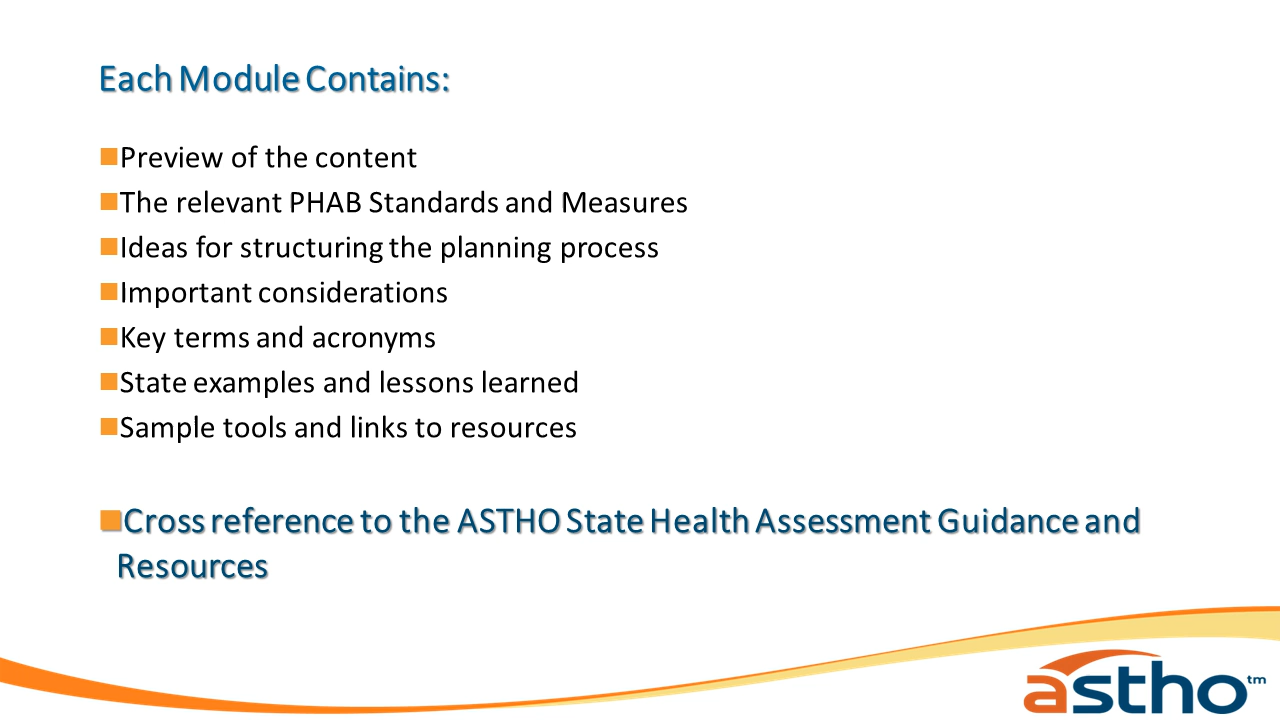 Each Module Contains:
Preview of the content
The relevant PHAB Standards and Measures
Ideas for structuring the planning process
Important considerations
Key terms and acronyms
State examples and lessons learned
Sample tools and links to resources
Cross reference to the ASTHO State Health Assessment Guidance and
Resources
astho™